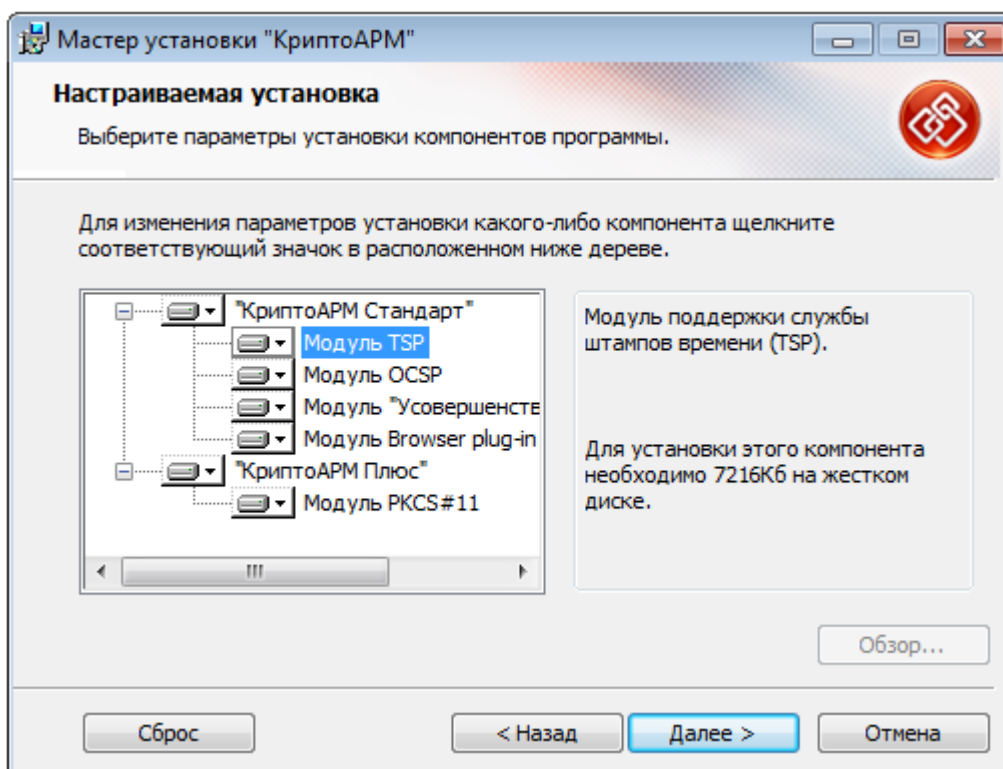 Мастер установки "КриптоАРМ"
Настраиваемая установка
Выберите параметры установки компонентов программы.
Для изменения параметров установки какого-либо компонента щелкните
соответствующий значок в расположенном ниже дереве.
"КриптоАРМ Стандарт"
Модуль TSP
Модуль OCSP
Модуль "Усовершенств
Модуль Browser plug-in
"КриптоАРМ Плюс"
Модуль PKCS#11
Модуль поддержки службы
штампов времени (TSP).
Для установки этого компонента
необходимо 7216Кб на жестком
диске.
Обзор...
Сброс
< Назад
Далее >
Отмена